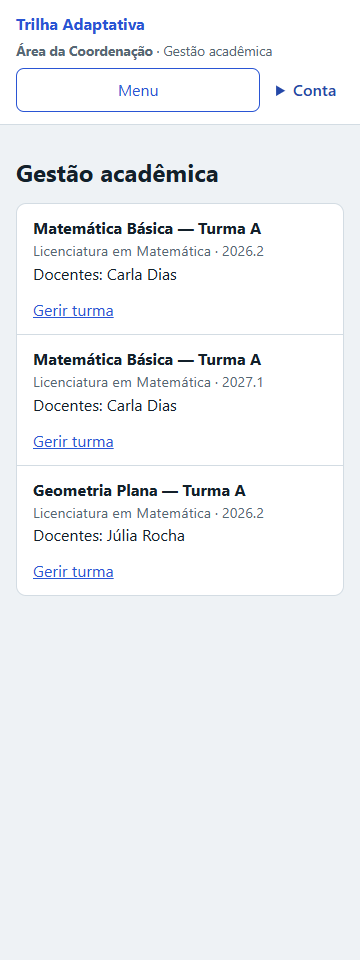 Trilha Adaptativa
Área da Coordenação · Gestão acadêmica
Menu
▶ Conta
Gestão acadêmica
Matemática Básica — Turma A
Licenciatura em Matemática · 2026.2
Docentes: Carla Dias
Gerir turma
Matemática Básica — Turma A
Licenciatura em Matemática · 2027.1
Docentes: Carla Dias
Gerir turma
Geometria Plana — Turma A
Licenciatura em Matemática · 2026.2
Docentes: Júlia Rocha
Gerir turma